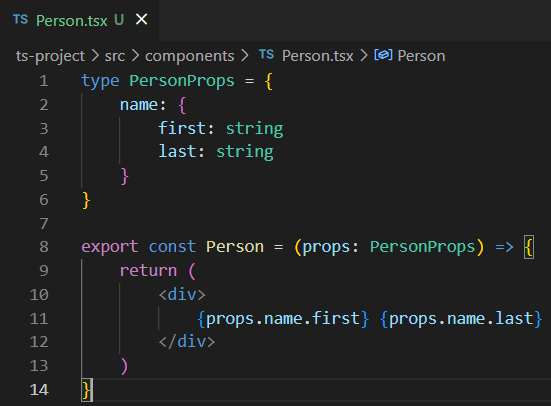 TS Person.tsx U ×
ts-project > src > components > TS Person.tsx > Person
1 type PersonProps = {
2     name: {
3         first: string
4         last: string
5     }
6 }
7
8 export const Person = (props: PersonProps) => {
9     return (
10         <div>
11             {props.name.first} {props.name.last}
12         </div>
13     )
14 }